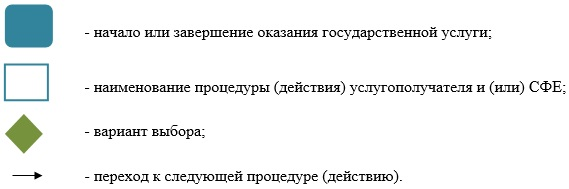 - начало или завершение оказания государственной услуги;
- наименование процедуры (действия) услугополучателя и (или) СФЕ;
- вариант выбора;
- переход к следующей процедуре (действию).